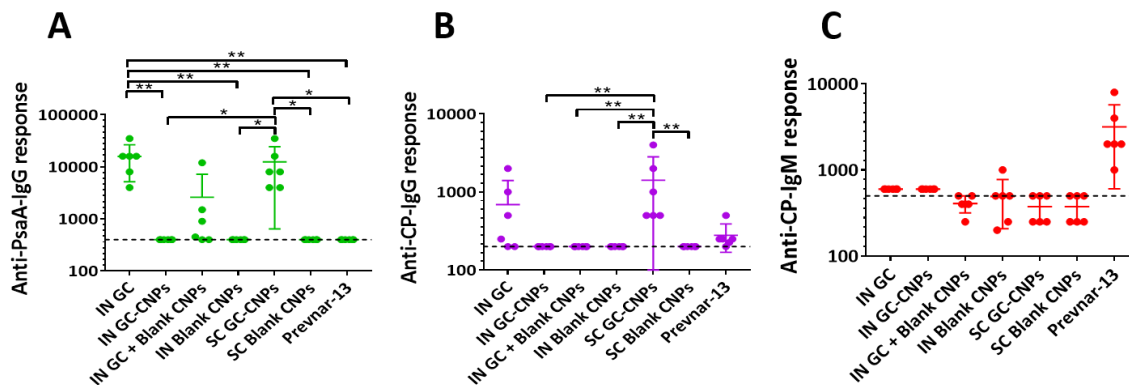 A
Anti-PsaA-IgG response
100000
10000
1000
100
**
**
**
**
*
*
*
*
IN GC
IN GC-CNPs
IN GC + Blank CNPs
IN Blank CNPs
SC GC-CNPs
SC Blank CNPs
Prevnar-13
B
Anti-CP-IgG response
1000
100
**
**
**
**
IN GC
IN GC-CNPs
IN GC + Blank CNPs
IN Blank CNPs
SC GC-CNPs
SC Blank CNPs
Prevnar-13
C
Anti-CP-IgM response
10000
1000
100
IN GC
IN GC-CNPs
IN GC + Blank CNPs
IN Blank CNPs
SC GC-CNPs
SC Blank CNPs
Prevnar-13